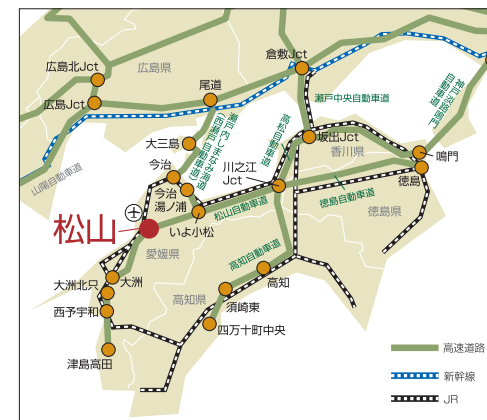 倉敷Jct
広島北Jct
広島県
神戸淡路鳴門
自動車道
尾道
広島Jct
瀬戸中央自動車道
瀬戸内しまなみ海道
(西瀬戸自動車道)
大三島
高松自動車道
坂出Jct
香川県
鳴門
山陽自動車道
今治
川之江
Jct
徳島
今治
湯ノ浦
徳島自動車道
松山自動車道
徳島県
松山
いよ小松
愛媛県
高知自動車道
大洲北只
大洲
高知
高知県
須崎東
西予宇和
四万十町中央
津島高田
高速道路
新幹線
JR